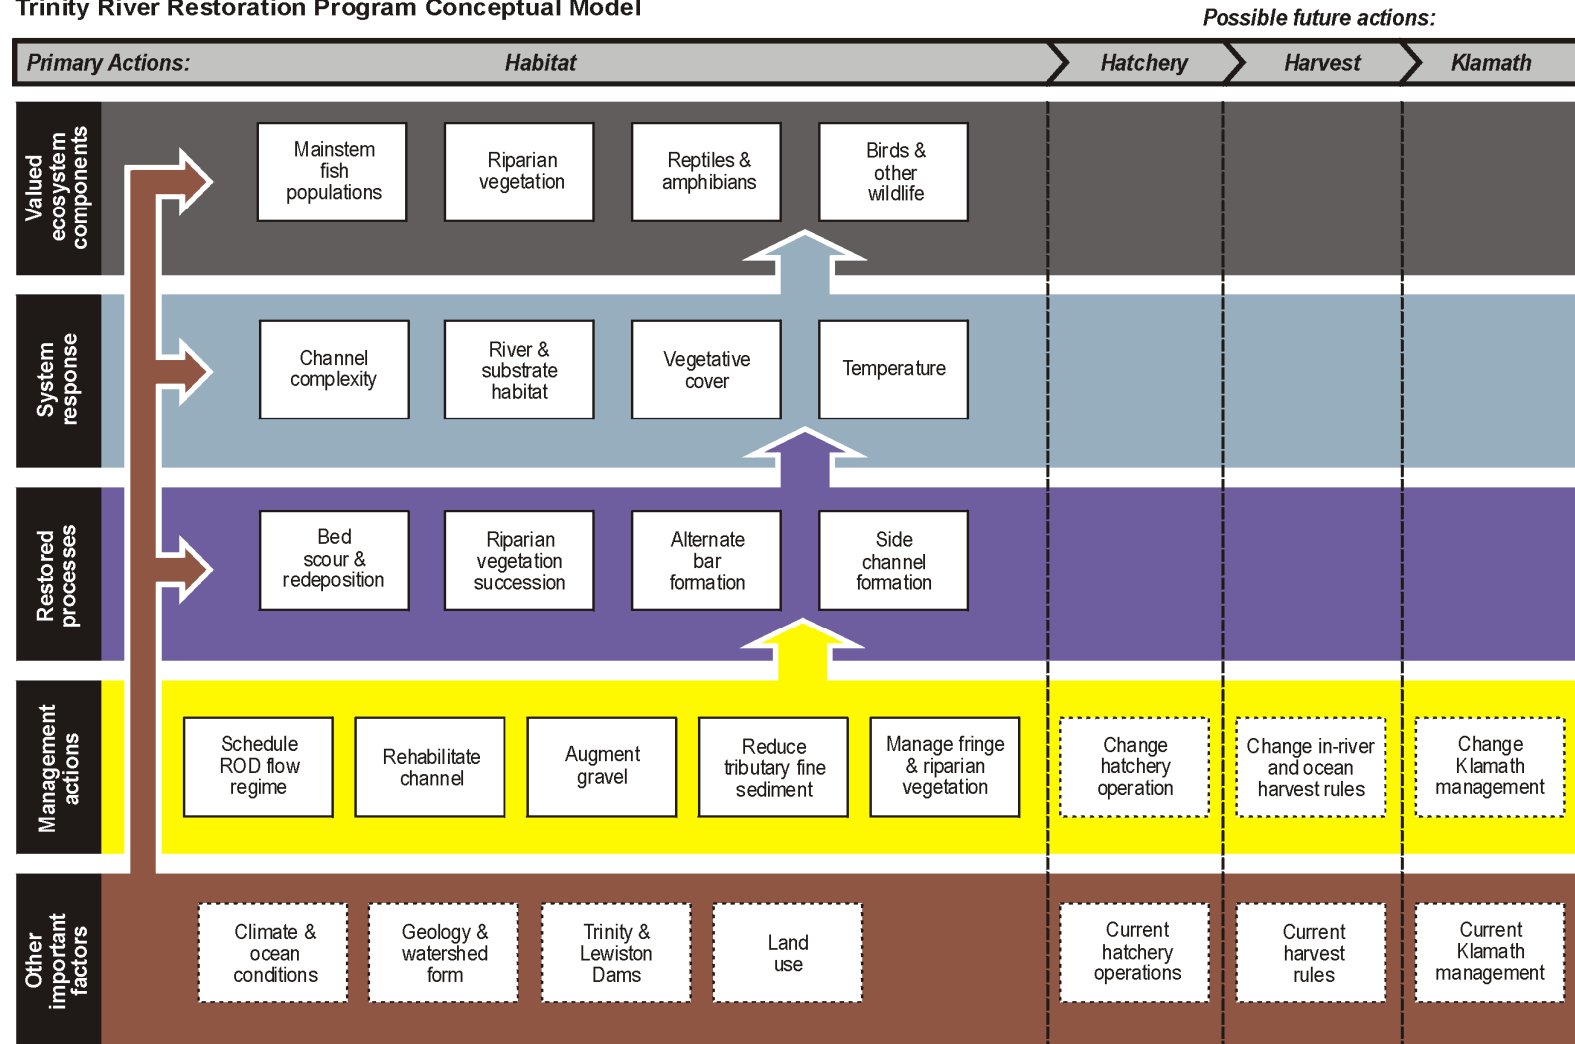 Trinity River Restoration Program Conceptual Model
Possible future actions:
Primary Actions:
Habitat
Hatchery
Harvest
Klamath
Valued
ecosystem
components
Mainstem
fish
populations
Riparian
vegetation
Reptiles &
amphibians
Birds &
other
wildlife
System
response
Channel
complexity
River &
substrate
habitat
Vegetative
cover
Temperature
Restored
processes
Bed
scour &
redeposition
Riparian
vegetation
succession
Alternate
bar
formation
Side
channel
formation
Management
actions
Schedule
ROD flow
regime
Rehabilitate
channel
Augment
gravel
Reduce
tributary fine
sediment
Manage fringe
& riparian
vegetation
Change
hatchery
operation
Change in-river
and ocean
harvest rules
Change
Klamath
management
Other
important
factors
Climate &
ocean
conditions
Geology &
watershed
form
Trinity &
Lewiston
Dams
Land
use
Current
hatchery
operations
Current
harvest
rules
Current
Klamath
management